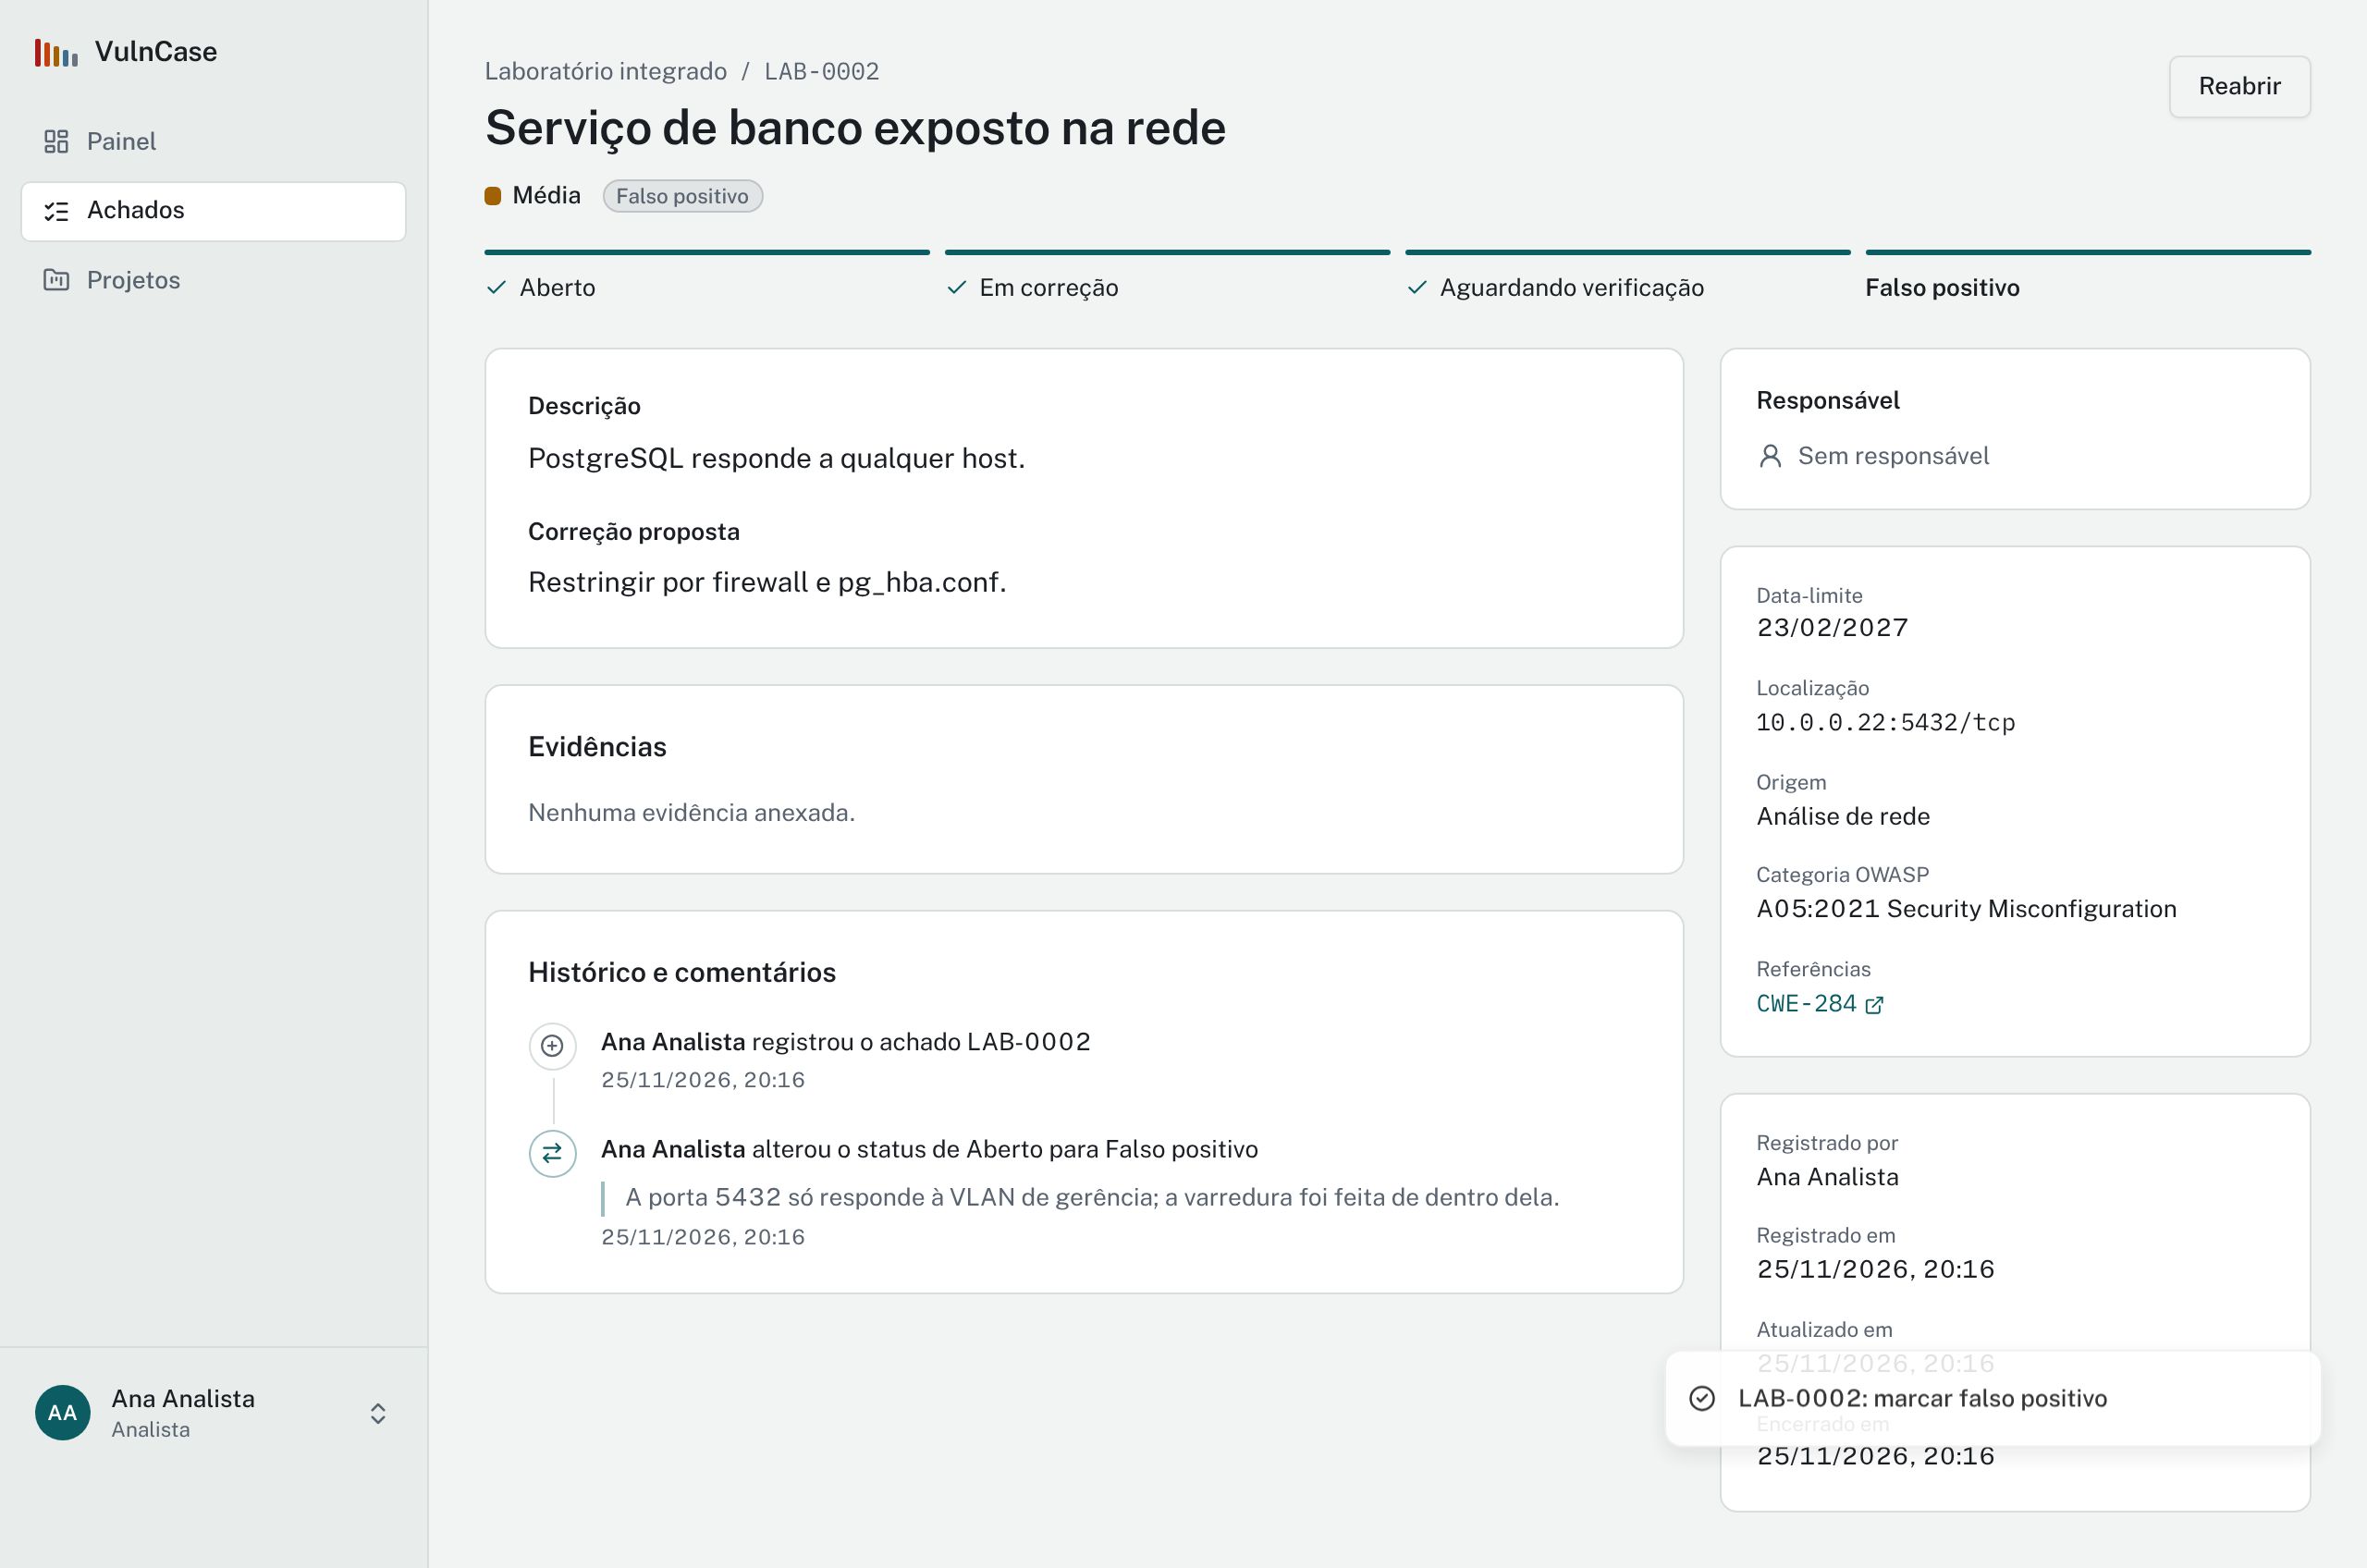 VulnCase
Painel
Achados
Projetos
AA
Ana Analista
Analista
Laboratório integrado / LAB-0002
Reabrir
Serviço de banco exposto na rede
Média
Falso positivo
Aberto
Em correção
Aguardando verificação
Falso positivo
Descrição
PostgreSQL responde a qualquer host.
Correção proposta
Restringir por firewall e pg_hba.conf.
Evidências
Nenhuma evidência anexada.
Histórico e comentários
Ana Analista registrou o achado LAB-0002
25/11/2026, 20:16
Ana Analista alterou o status de Aberto para Falso positivo
A porta 5432 só responde à VLAN de gerência; a varredura foi feita de dentro dela.
25/11/2026, 20:16
Responsável
Sem responsável
Data-limite
23/02/2027
Localização
10.0.0.22:5432/tcp
Origem
Análise de rede
Categoria OWASP
A05:2021 Security Misconfiguration
Referências
CWE-284
Registrado por
Ana Analista
Registrado em
25/11/2026, 20:16
Atualizado em
25/11/2026, 20:16
LAB-0002: marcar falso positivo
Encerrado em
25/11/2026, 20:16